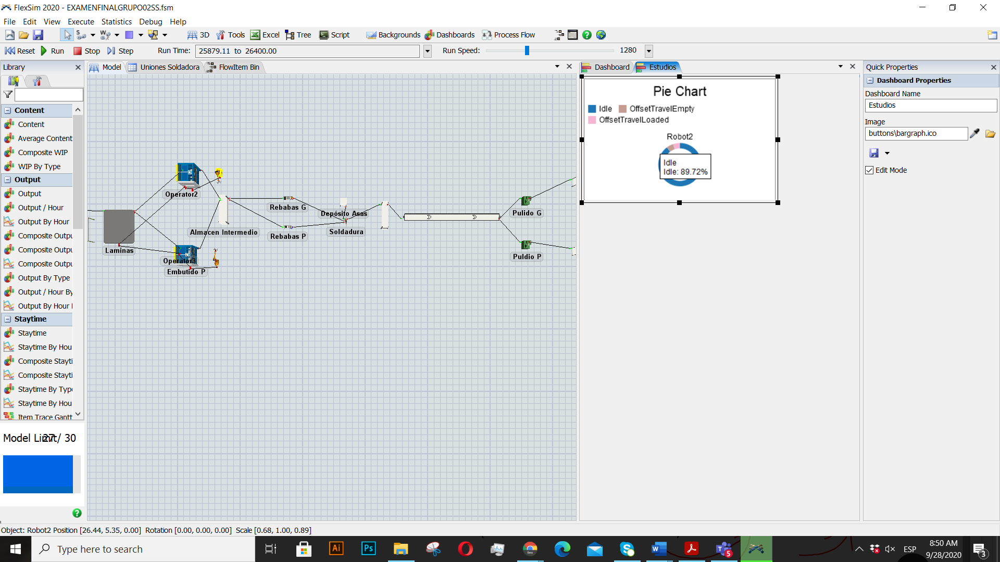 FlexSim 2020 - EXAMENFINALGRUPO02SS.fsm
File Edit View Execute Statistics Debug Help
3D Tools Excel Tree Script Backgrounds Dashboards Process Flow
Reset Run Stop Step Run Time: 25879.11 to 26400.00 Run Speed: 1280
Library
Model Uniones Soldadora FlowItem Bin
Dashboard Estudios
Quick Properties
Content
Content
Average Content
Composite WIP
WIP By Type
Output
Output
Output / Hour
Output By Hour
Composite Outpu
Composite Outpu
Composite Outpu
Output By Type
Output / Hour By
Output By Hour
Staytime
Staytime
Staytime By Hou
Composite Stayti
Composite Stayti
Staytime By Type
Staytime By Hou
Item Trace Gantt
Model Limit
27 / 30
Operator2
Almacen Intermedio
Rebabas G
Rebabas P
Depósito Asas
Soldadura
Laminas
Operator3
Embutido P
Pulido G
Puldio P
Pie Chart
Idle OffsetTravelEmpty
OffsetTravelLoaded
Robot2
Idle
Idle: 89.72%
Dashboard Properties
Dashboard Name
Estudios
Image
buttons\bargraph.ico
Edit Mode
Object: Robot2 Position [26.44, 5.35, 0.00] Rotation [0.00, 0.00, 0.00] Scale [0.68, 1.00, 0.89]
Type here to search
Ai
Ps
5
ESP
8:50 AM
9/28/2020
3